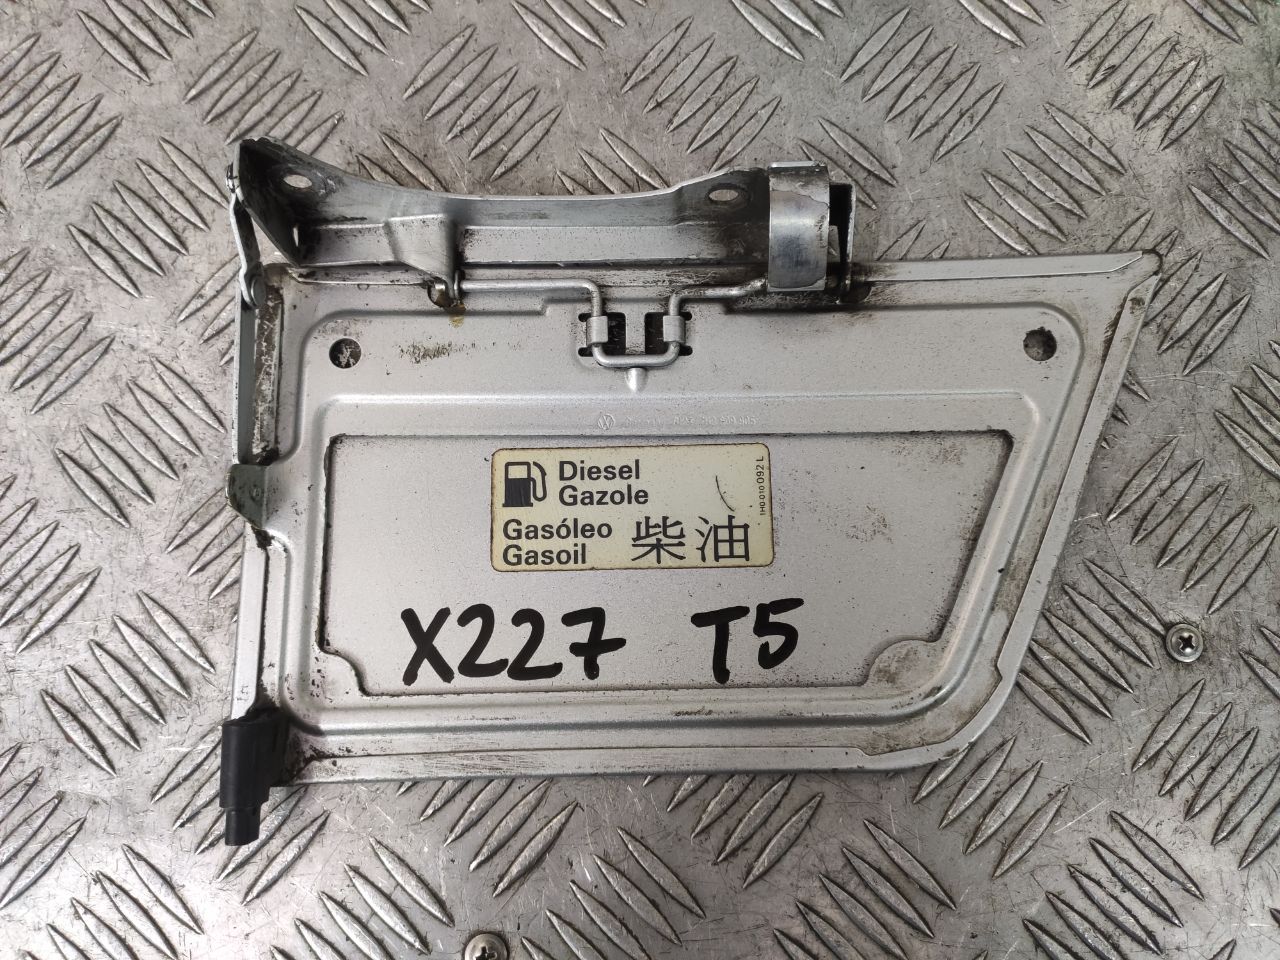 Diesel
Gazole
Gasóleo
Gasoil
柴油
1H0 010 092 L
X227 T5